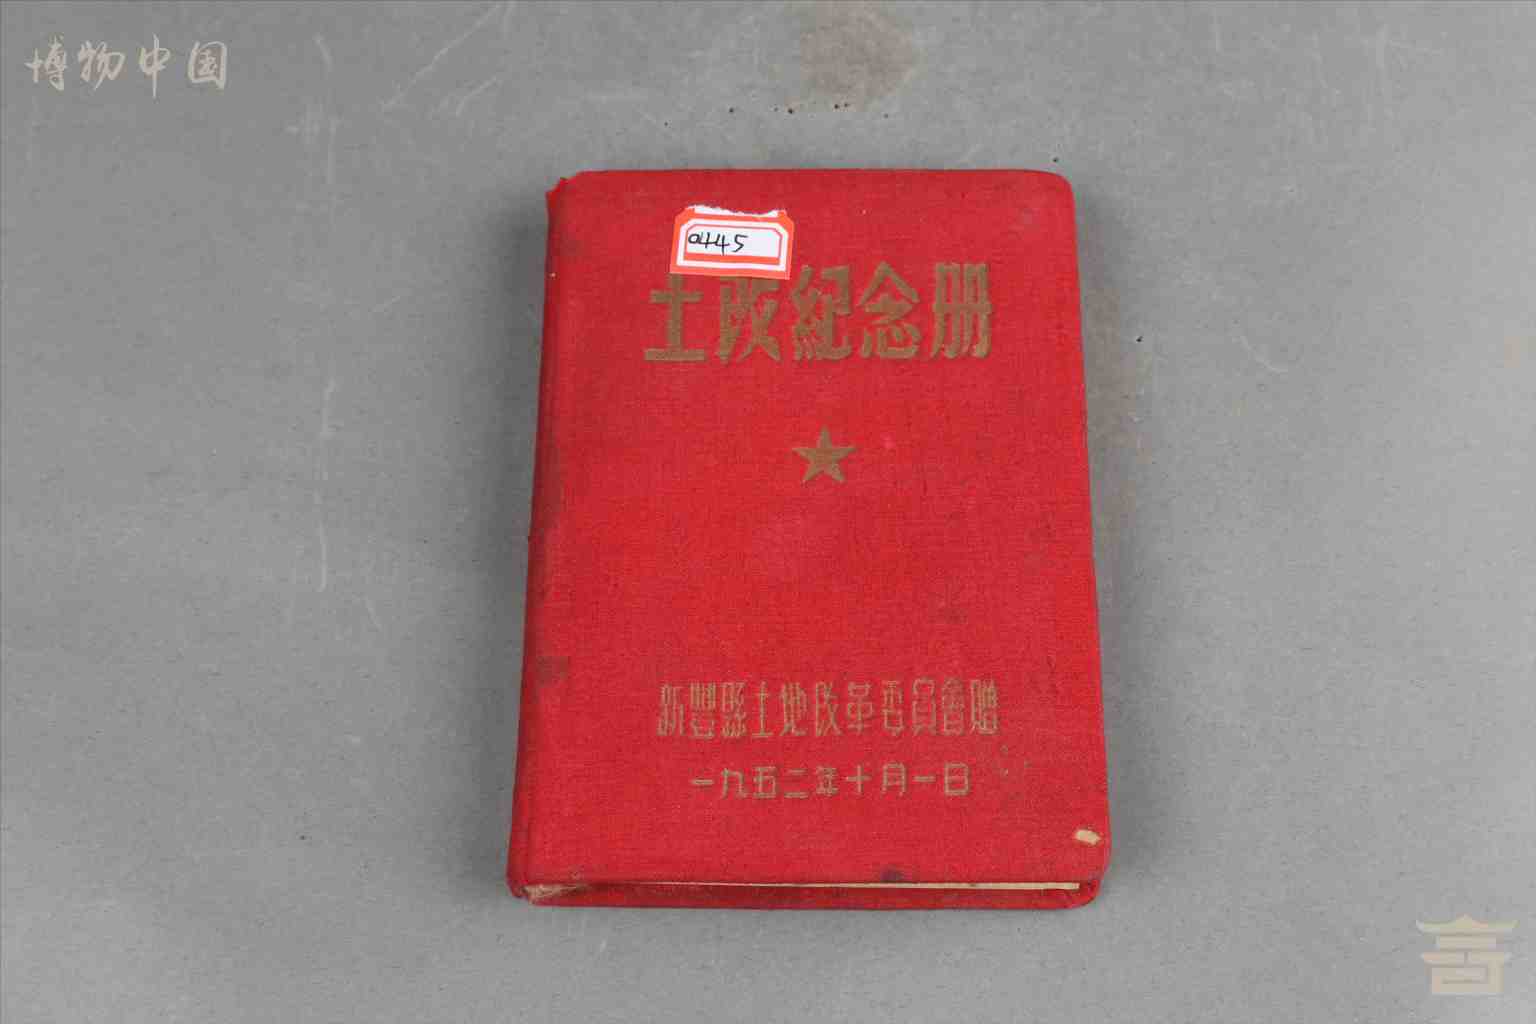 博物中国
0445
土改紀念册
新豐縣土地改革委員會贈
一九五二年十月一日